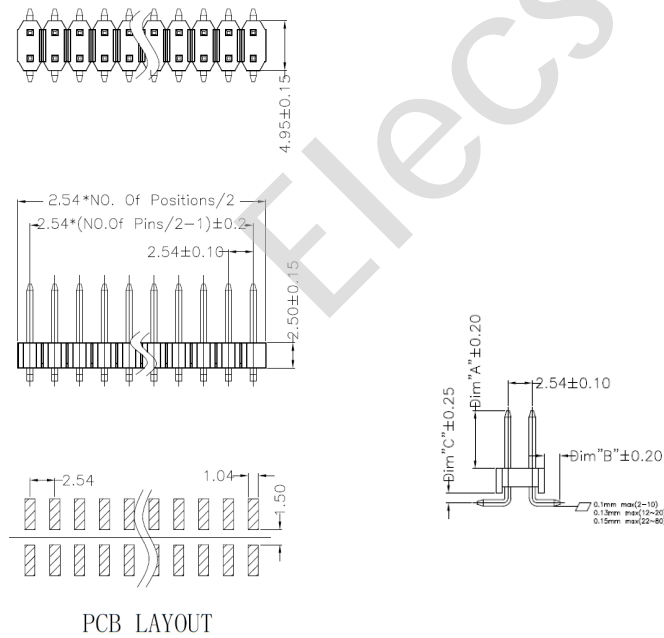 4.95±0.15
Elecs
2.54*NO. Of Positions/2
2.54*(NO.Of Pins/2-1)±0.2
2.54±0.10
2.50±0.15
Dim"A"±0.20
2.54±0.10
Dim"C"±0.25
Dim"B"±0.20
0.1mm max(2-10)
0.13mm max(12~20)
0.15mm max(22~80)
2.54
1.04
1.50
PCB LAYOUT